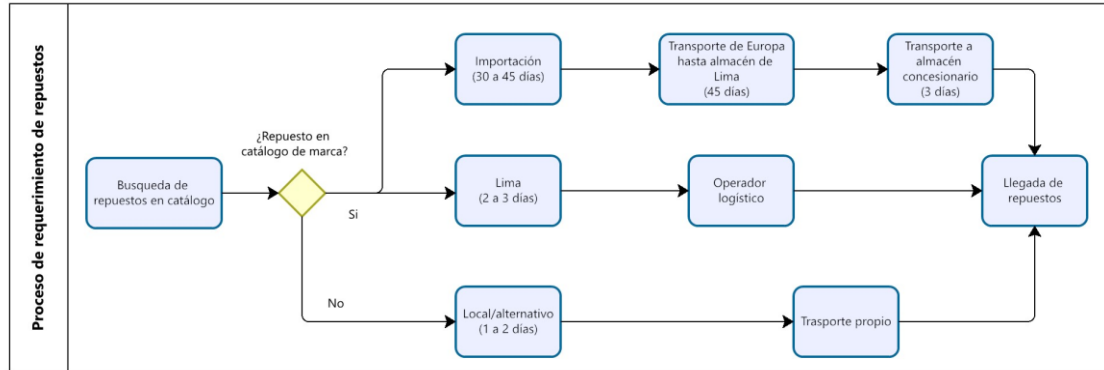 Proceso de requerimiento de repuestos
Busqueda de
repuestos en catálogo
¿Repuesto en
catálogo de marca?
Si
No
Importación
(30 a 45 días)
Transporte de Europa
hasta almacén de
Lima
(45 días)
Transporte a
almacén
concesionario
(3 días)
Lima
(2 a 3 días)
Operador
logístico
Llegada de
repuestos
Local/alternativo
(1 a 2 días)
Trasporte propio